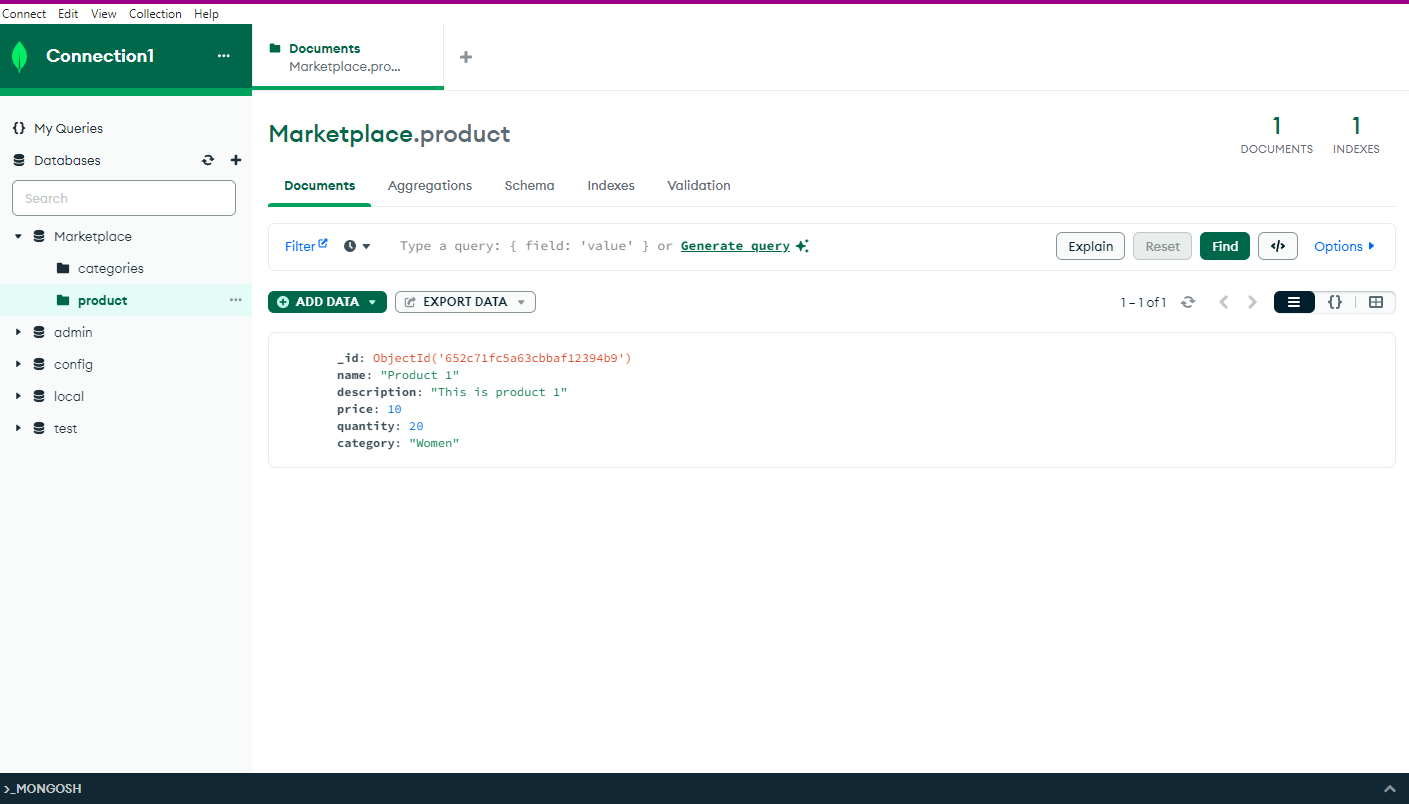 Connect Edit View Collection Help
Connection1
Documents
Marketplace.pro...
My Queries
Databases
Search
Marketplace
categories
product
admin
config
local
test
Marketplace.product
1 DOCUMENTS
1 INDEXES
Documents Aggregations Schema Indexes Validation
Filter Type a query: { field: 'value' } or Generate query Explain Reset Find </> Options
ADD DATA EXPORT DATA 1 – 1 of 1 {}
_id: ObjectId('652c71fc5a63cbbaf12394b9')
name: "Product 1"
description: "This is product 1"
price: 10
quantity: 20
category: "Women"
>_MONGOSH